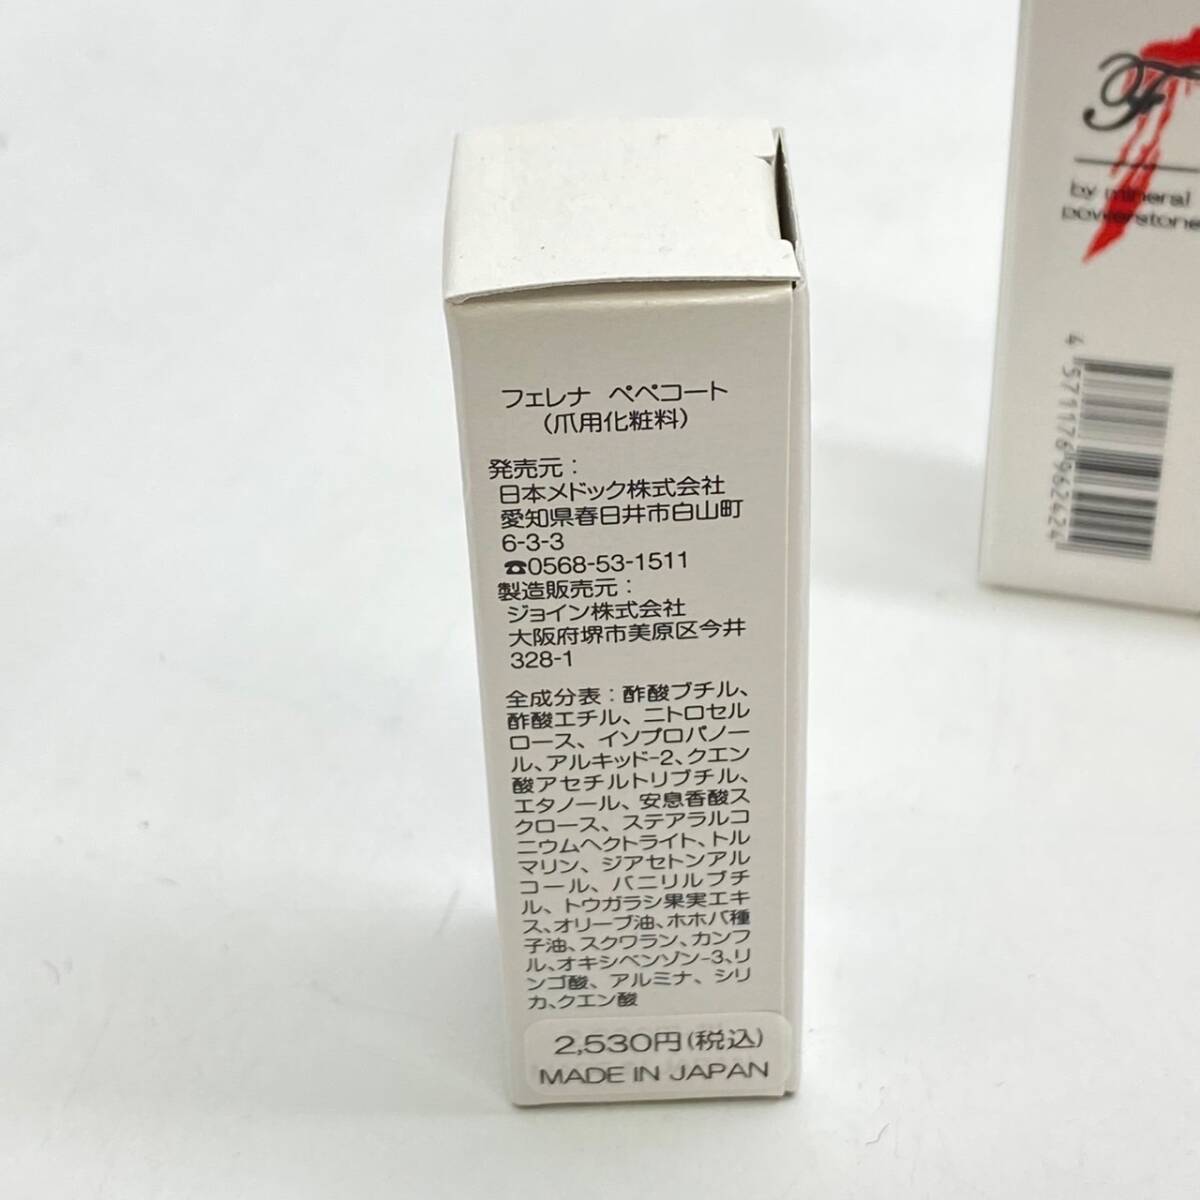 フェレナ ペペコート
(爪用化粧料)
発売元：
日本メドック株式会社
愛知県春日井市白山町
6-3-3
☎0568-53-1511
製造販売元：
ジョイン株式会社
大阪府堺市美原区今井
328-1
全成分表：酢酸ブチル、
酢酸エチル、ニトロセル
ロース、イソプロパノー
ル、アルキッド-2、クエン
酸アセチルトリブチル、
エタノール、安息香酸ス
クロース、ステアラルコ
ニウムヘクトライト、トル
マリン、ジアセトンアル
コール、バニリルブチ
ル、トウガラシ果実エキ
ス、オリーブ油、ホホバ種
子油、スクワラン、カンフ
ル、オキシベンゾン-3、リ
ンゴ酸、アルミナ、シリ
カ、クエン酸
2,530円(税込)
MADE IN JAPAN
F
by mineral
powerstone
4 571176 962424